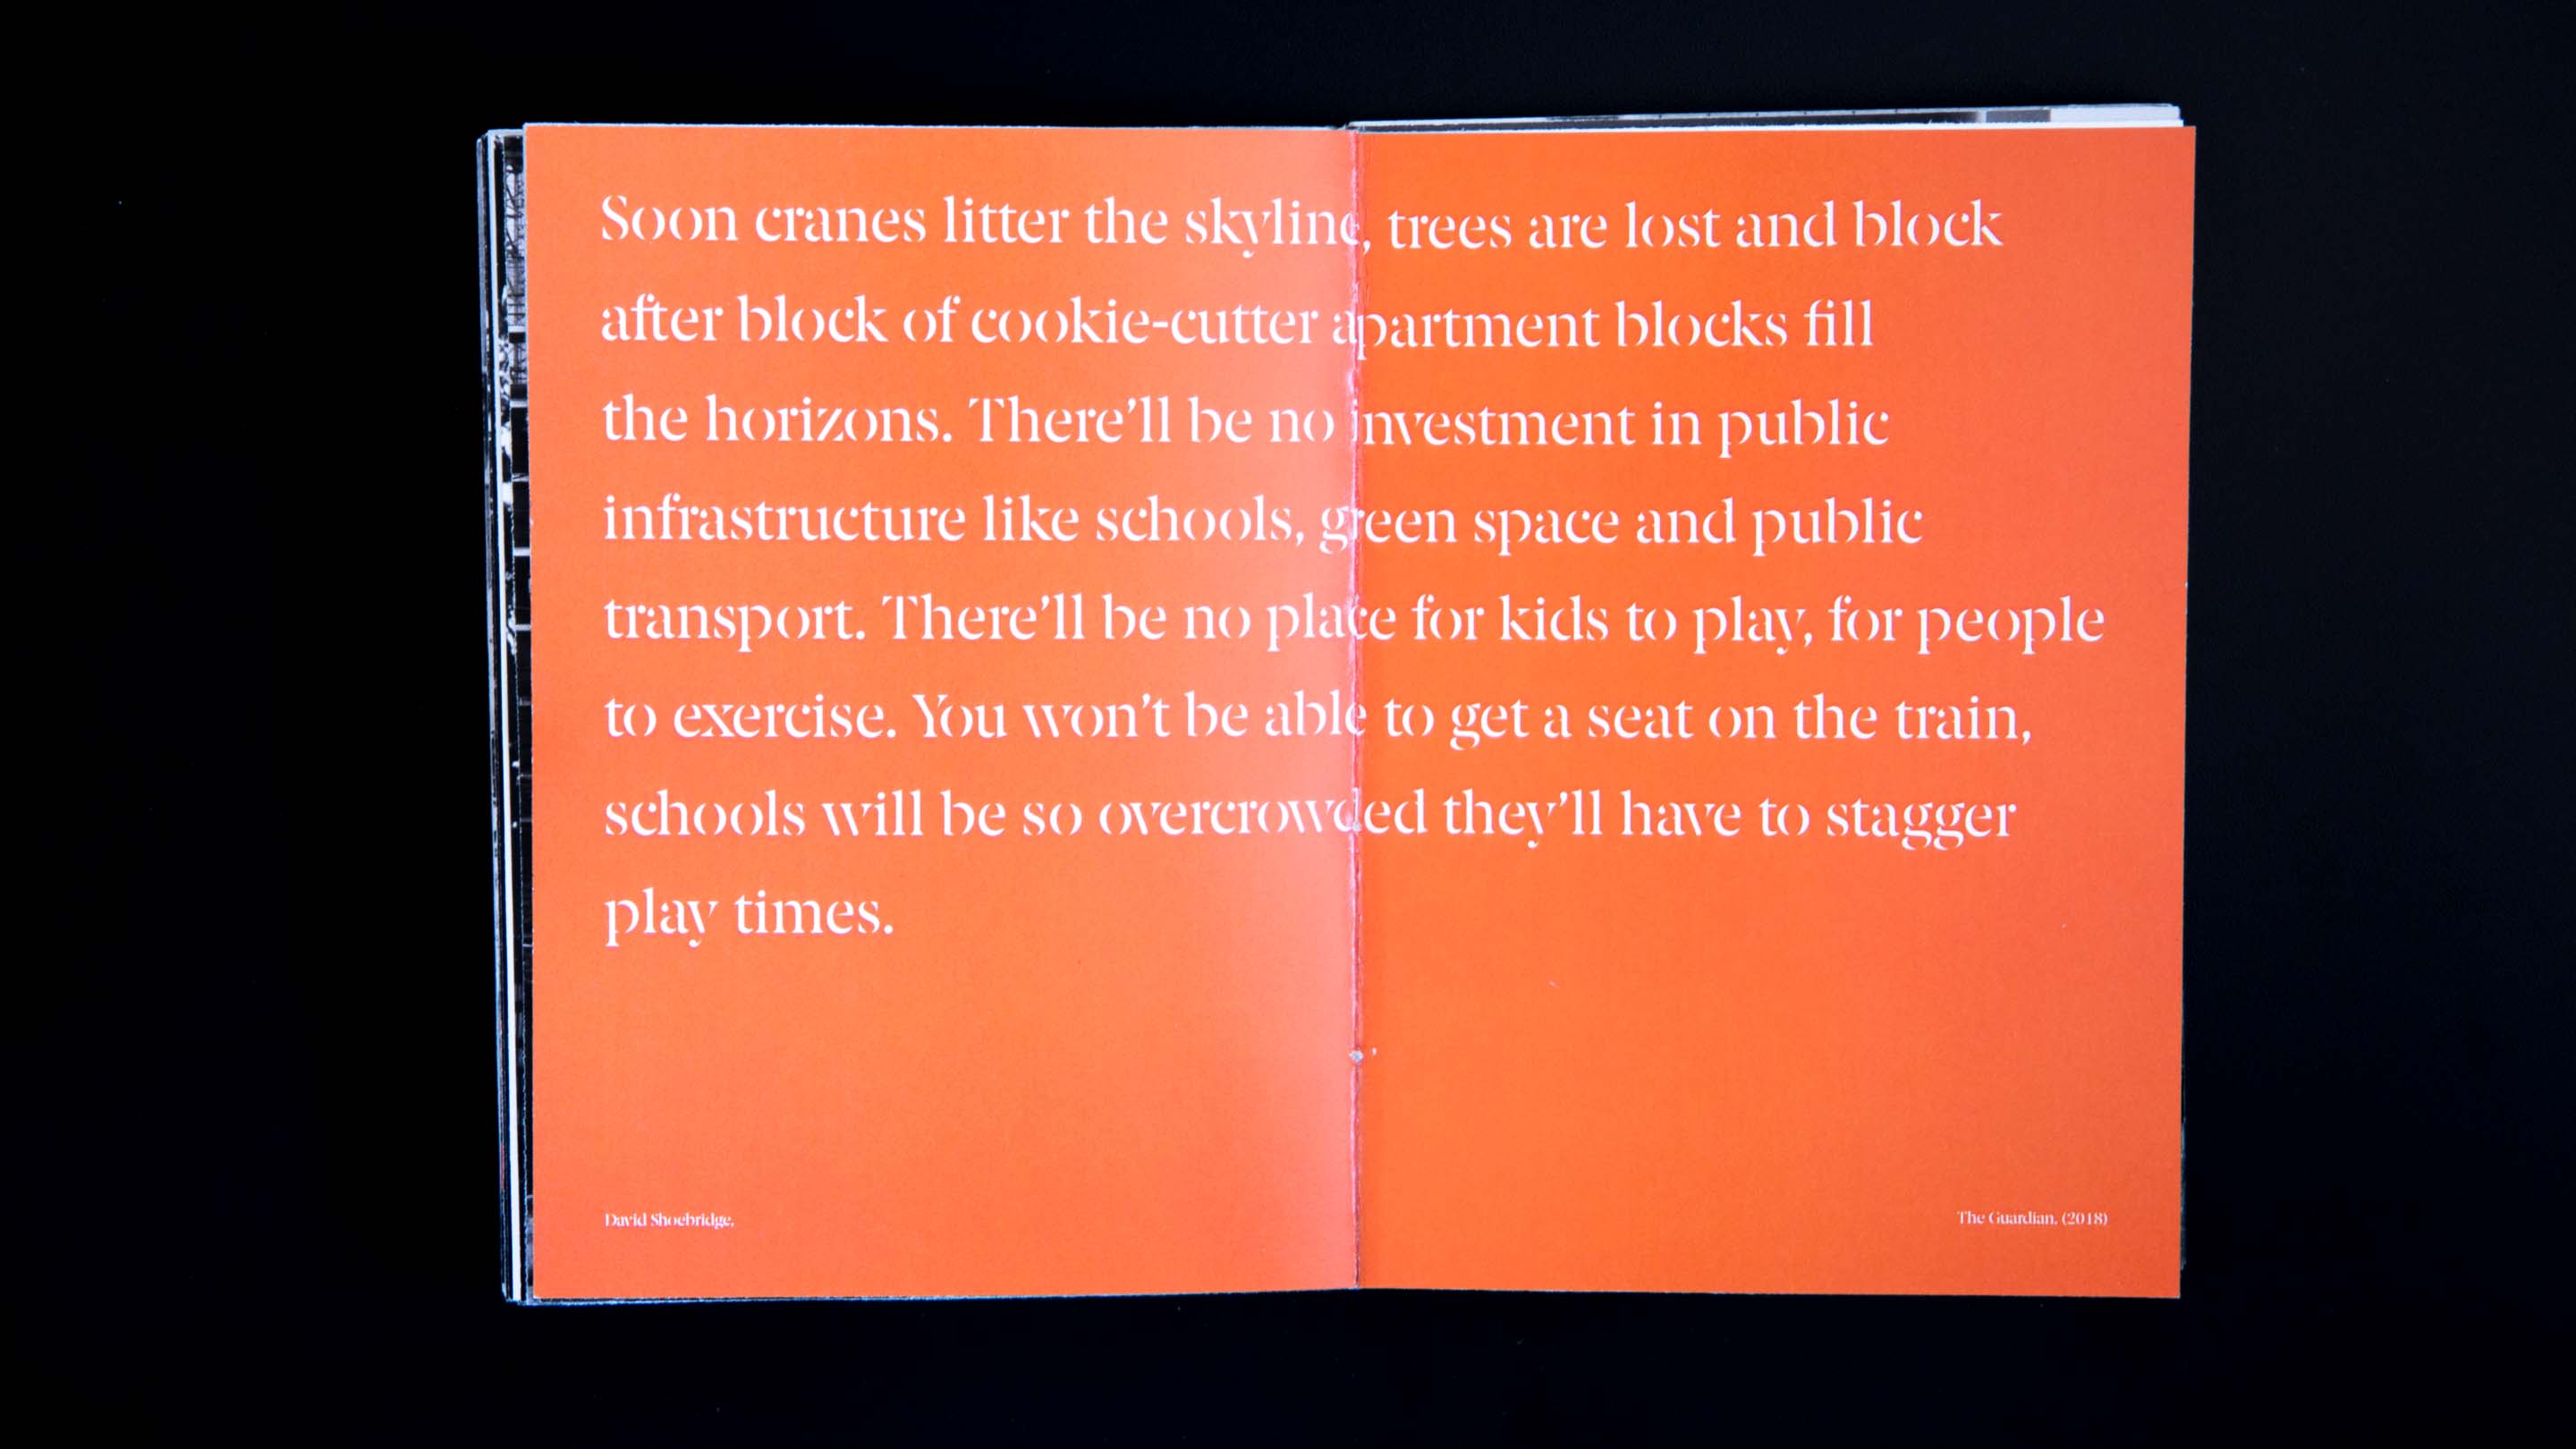 Soon cranes litter the skyline, trees are lost and block
after block of cookie-cutter apartment blocks fill
the horizons. There’ll be no investment in public
infrastructure like schools, green space and public
transport. There’ll be no place for kids to play, for people
to exercise. You won’t be able to get a seat on the train,
schools will be so overcrowded they’ll have to stagger
play times.
David Shoebridge,
The Guardian. (2018)